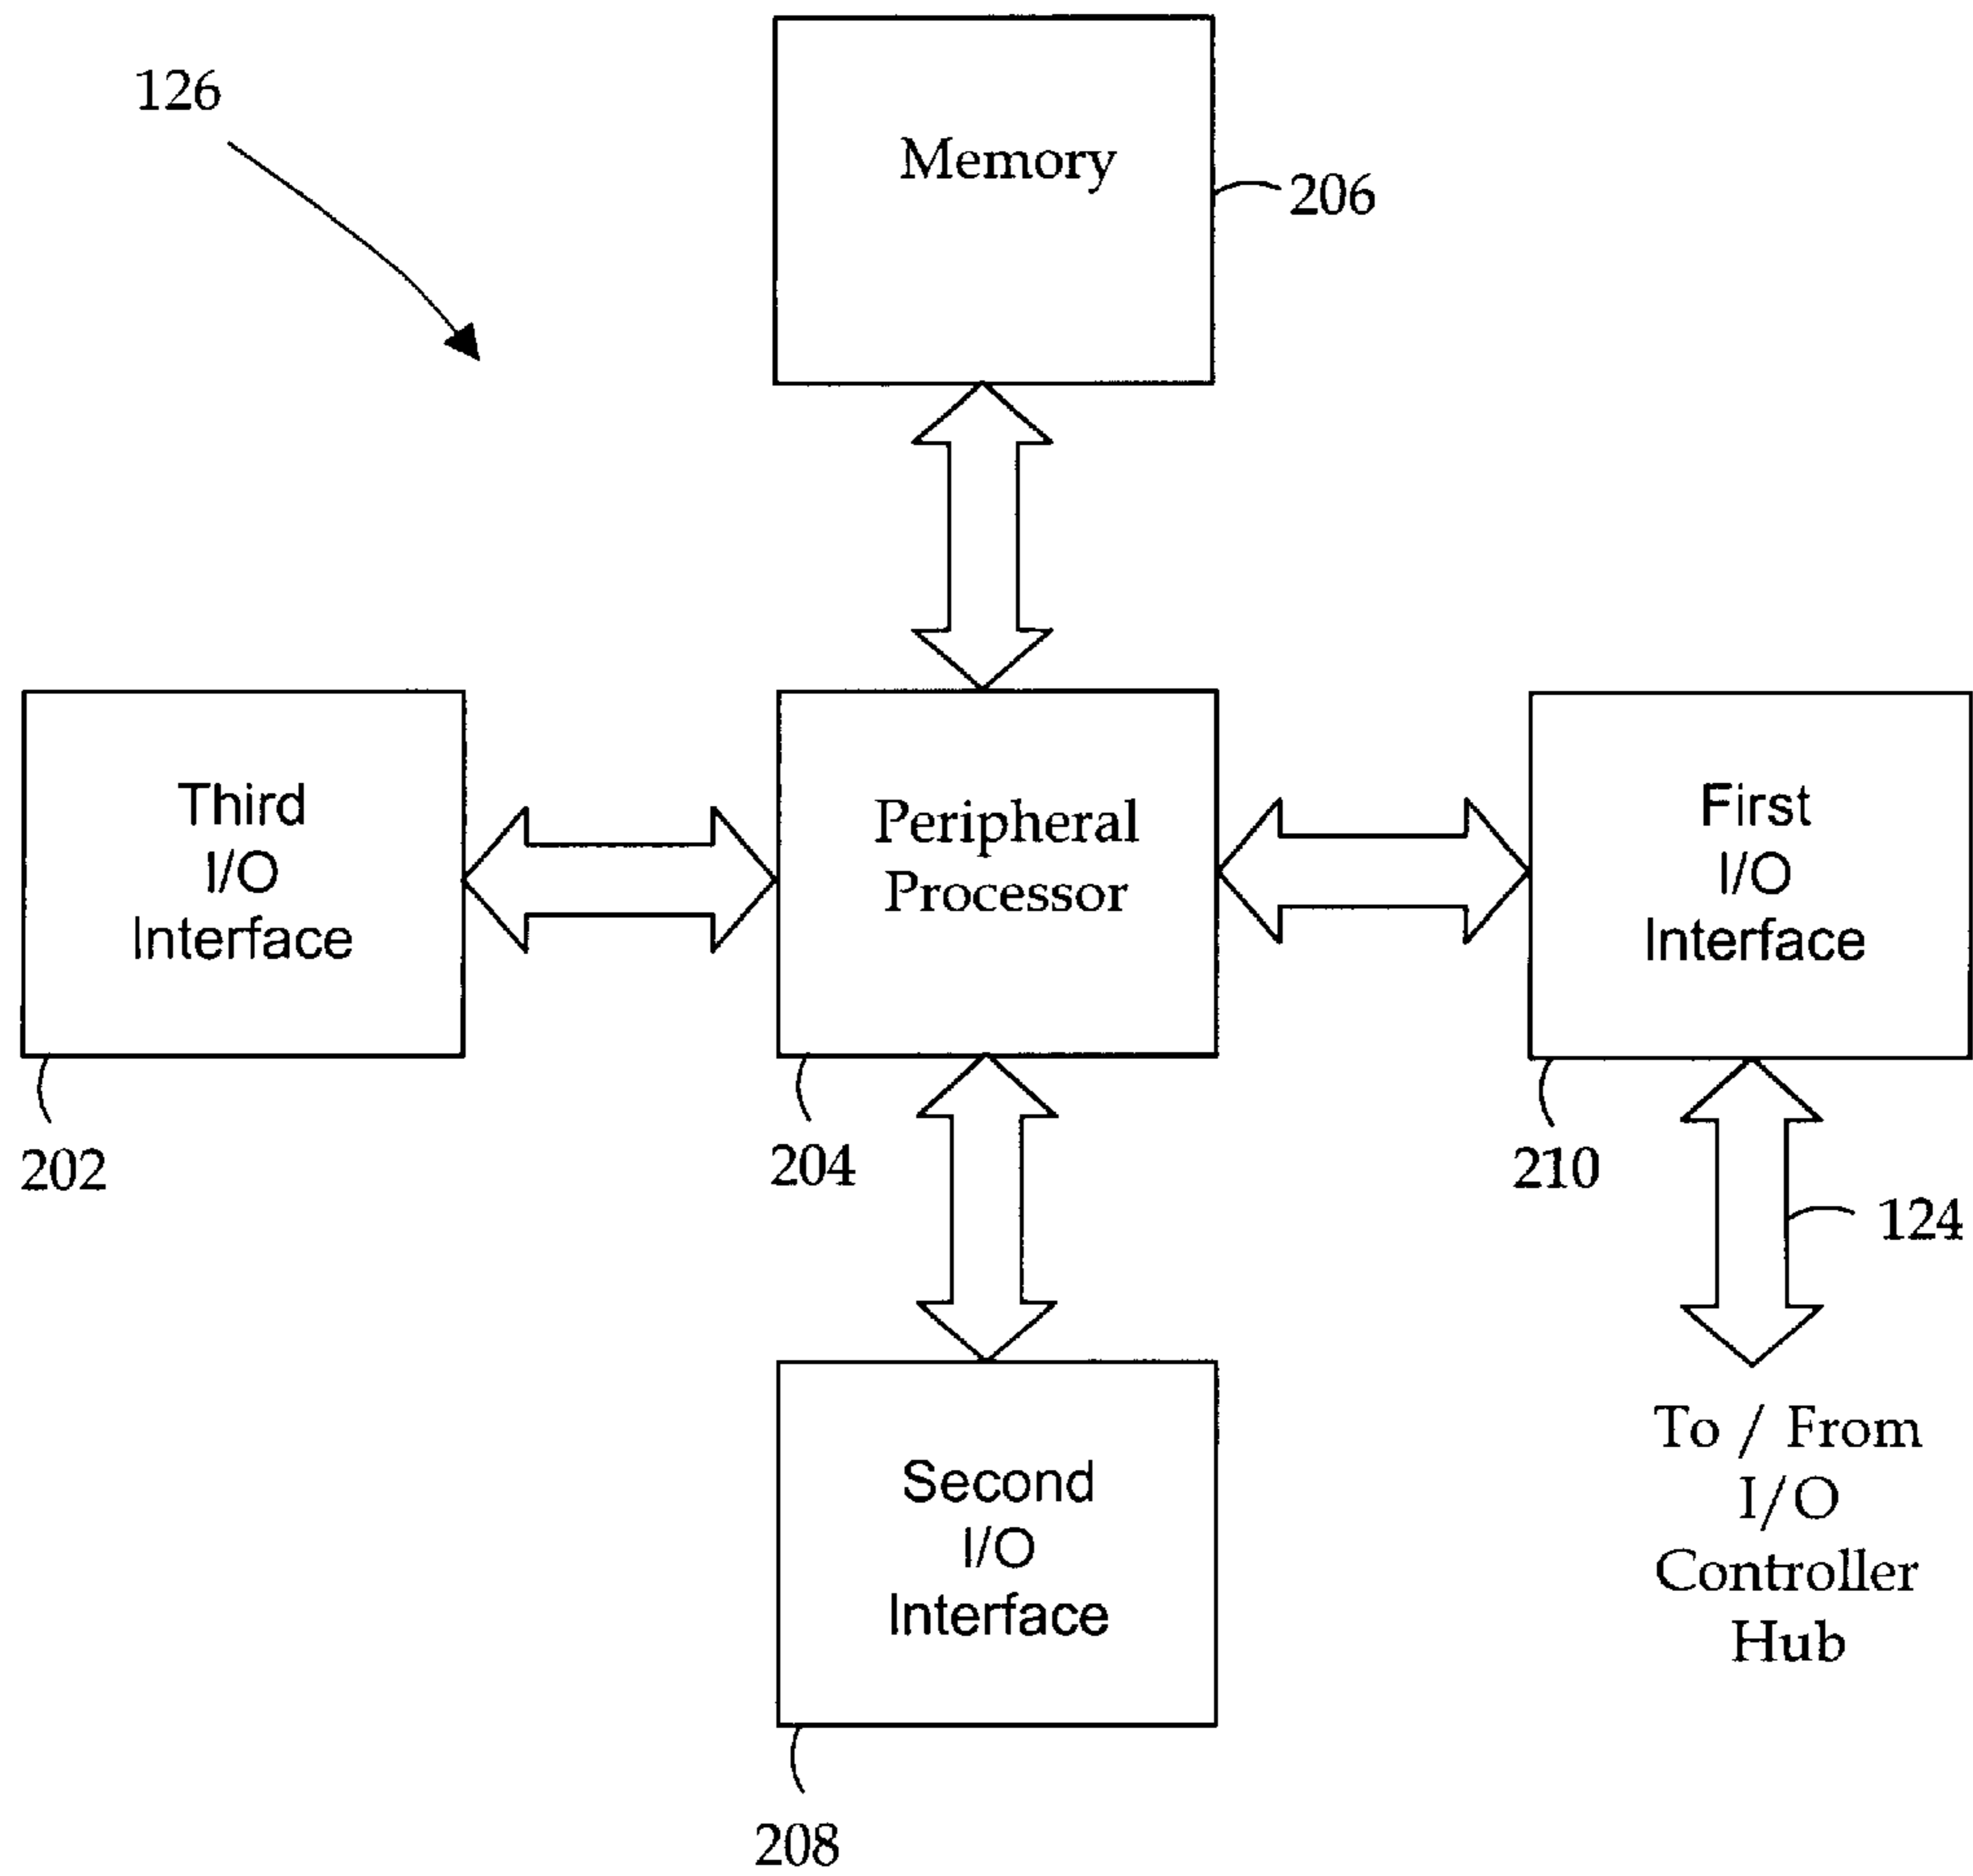 126
Memory
206
Third
I/O
Interface
Peripheral
Processor
First
I/O
Interface
202
204
210
124
Second
I/O
Interface
To / From
I/O
Controller
Hub
208